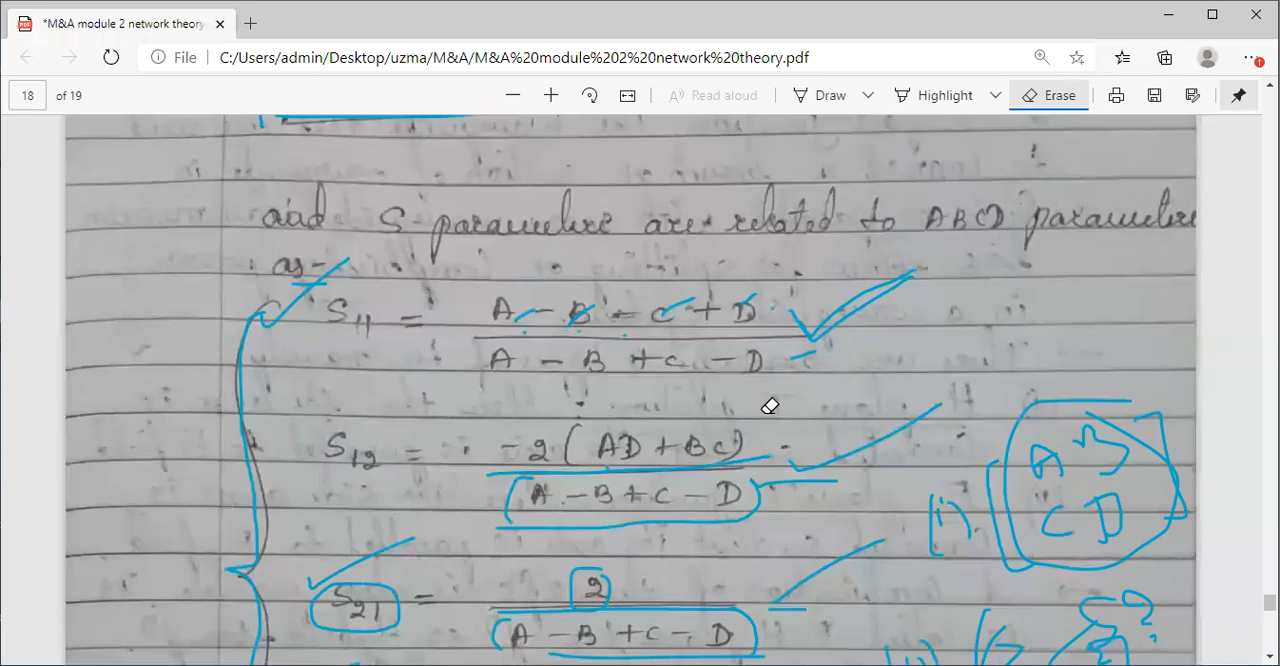 *M&A module 2 network theory
File C:/Users/admin/Desktop/uzma/M&A/M&A%20module%202%20network%20theory.pdf
18 of 19 Read aloud Draw Highlight Erase
and S-parameters are related to ABCD parameters
as-
S11 = A - B - C + D
A - B + C - D
S12 = -2 (AD + BC)
(A - B + C - D)
A B
(i) C D
S21 = 2
(A - B + C - D)
S?